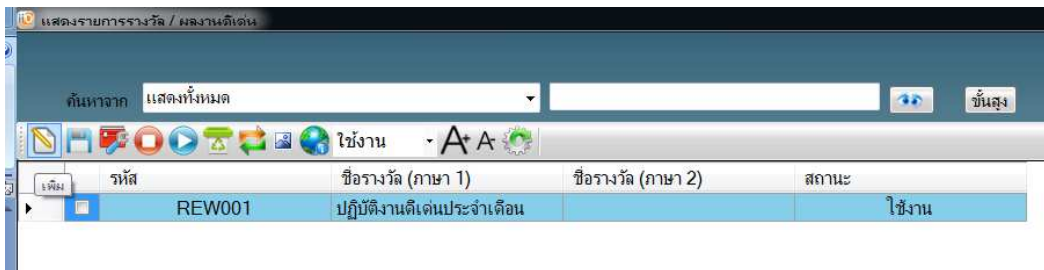 แสดงรายการรางวัล / ผลงานดีเด่น
ค้นหาจาก แสดงทั้งหมด ขั้นสูง
ใช้งาน A+ A-
เพิ่ม รหัส ชื่อรางวัล (ภาษา 1) ชื่อรางวัล (ภาษา 2) สถานะ
REW001 ปฏิบัติงานดีเด่นประจำเดือน ใช้งาน